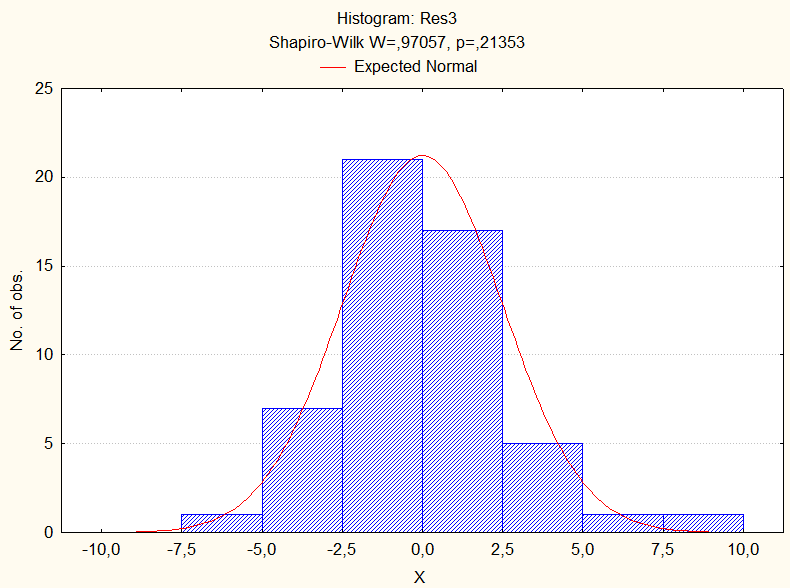 Histogram: Res3
Shapiro-Wilk W=,97057, p=,21353
Expected Normal
25
20
15
10
5
0
No. of obs.
-10,0 -7,5 -5,0 -2,5 0,0 2,5 5,0 7,5 10,0
X